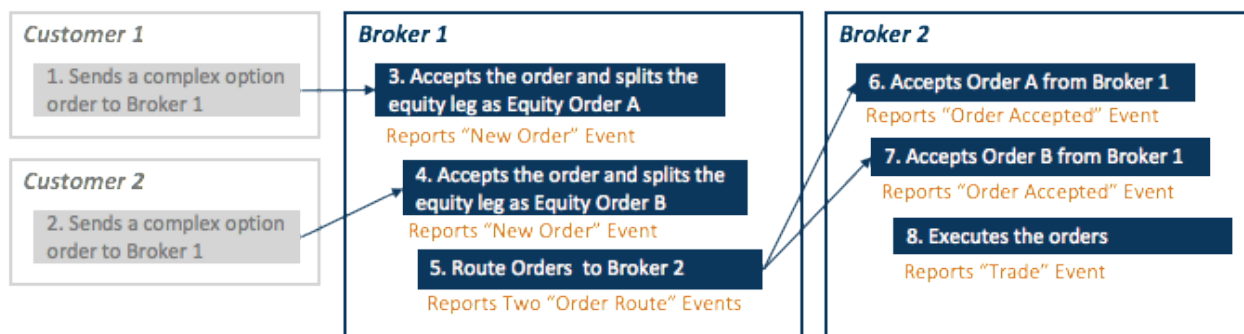 Customer 1
1. Sends a complex option
order to Broker 1
Customer 2
2. Sends a complex option
order to Broker 1
Broker 1
3. Accepts the order and splits the
equity leg as Equity Order A
Reports “New Order” Event
4. Accepts the order and splits the
equity leg as Equity Order B
Reports “New Order” Event
5. Route Orders to Broker 2
Reports Two “Order Route” Events
Broker 2
6. Accepts Order A from Broker 1
Reports “Order Accepted” Event
7. Accepts Order B from Broker 1
Reports “Order Accepted” Event
8. Executes the orders
Reports “Trade” Event